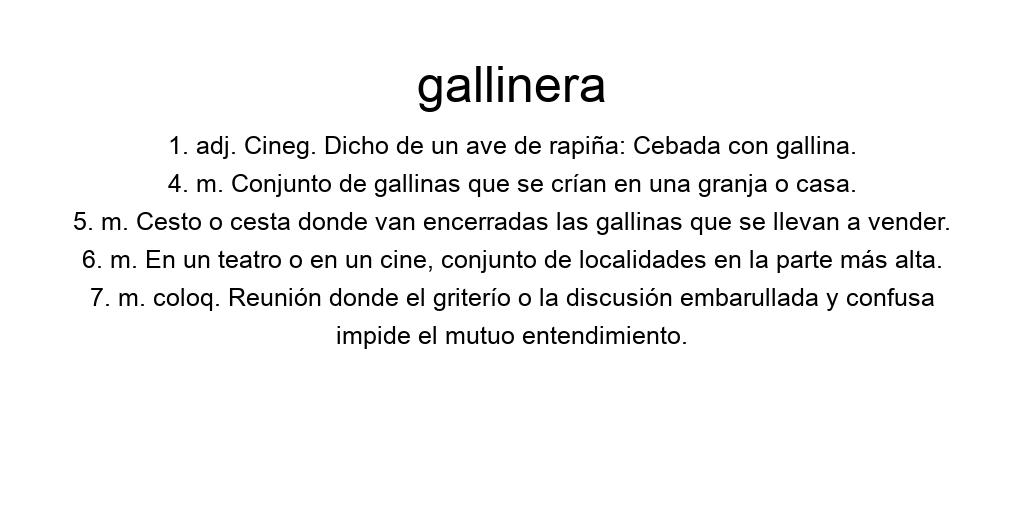 gallinera
1. adj. Cineg. Dicho de un ave de rapiña: Cebada con gallina.
4. m. Conjunto de gallinas que se crían en una granja o casa.
5. m. Cesto o cesta donde van encerradas las gallinas que se llevan a vender.
6. m. En un teatro o en un cine, conjunto de localidades en la parte más alta.
7. m. coloq. Reunión donde el griterío o la discusión embarullada y confusa
impide el mutuo entendimiento.